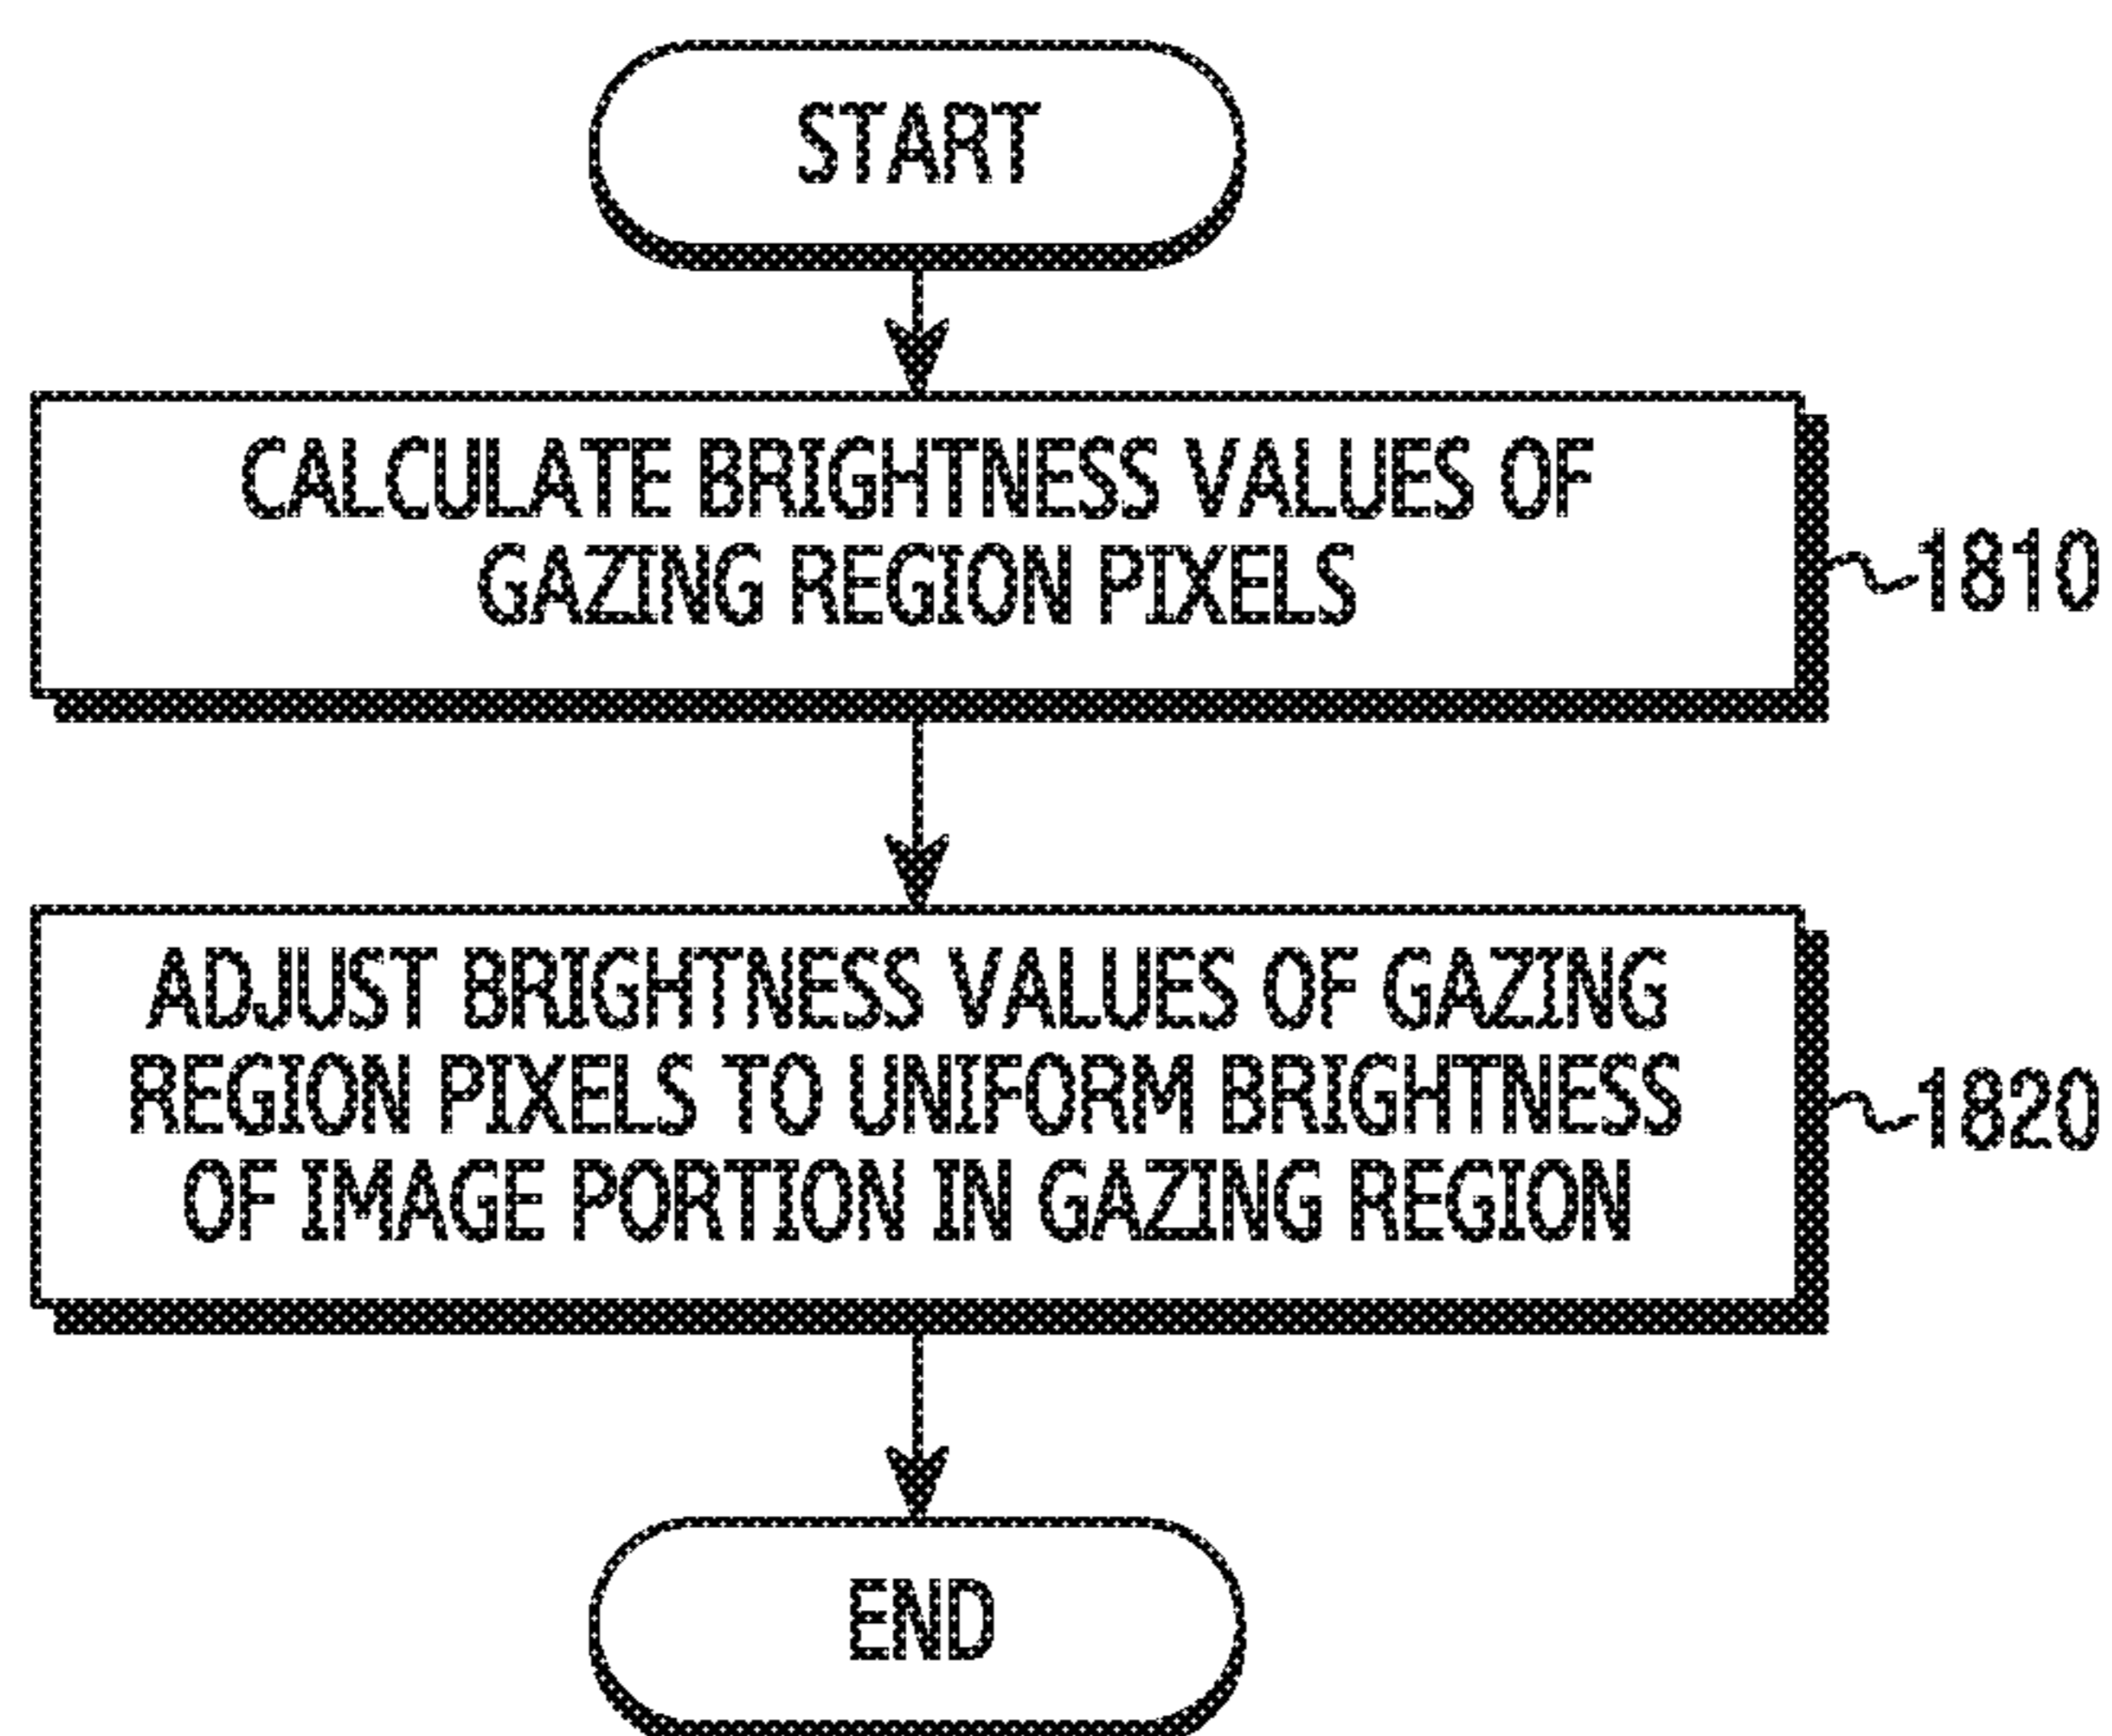 START
CALCULATE BRIGHTNESS VALUES OF
GAZING REGION PIXELS
1810
ADJUST BRIGHTNESS VALUES OF GAZING
REGION PIXELS TO UNIFORM BRIGHTNESS
OF IMAGE PORTION IN GAZING REGION
1820
END